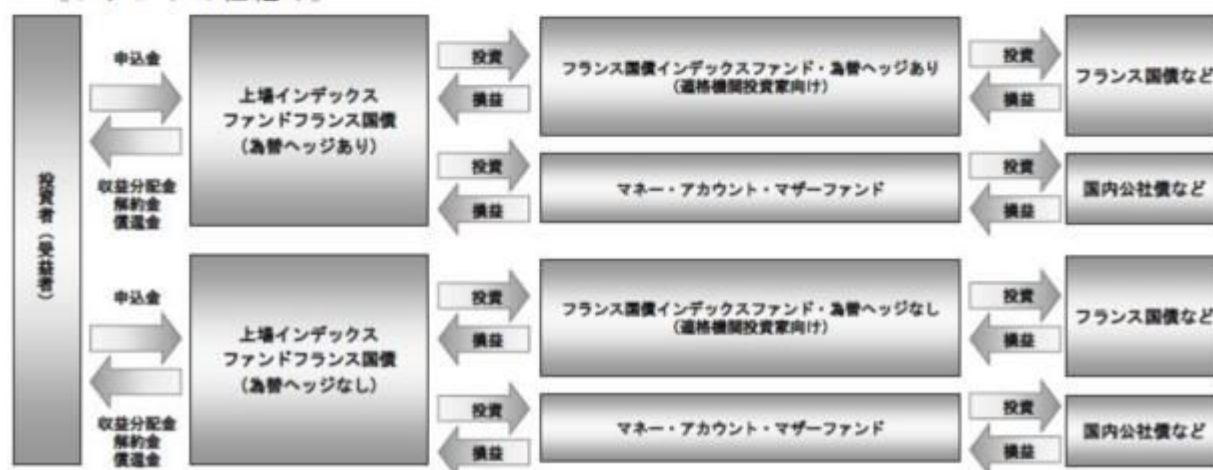 投資者（受益者）
申込金
収益分配金
解約金
償還金
上場インデックス
ファンドフランス国債
（為替ヘッジあり）
投資
損益
フランス国債インデックスファンド・為替ヘッジあり
（適格機関投資家向け）
投資
損益
フランス国債など
投資
損益
マネー・アカウント・マザーファンド
投資
損益
国内公社債など
申込金
収益分配金
解約金
償還金
上場インデックス
ファンドフランス国債
（為替ヘッジなし）
投資
損益
フランス国債インデックスファンド・為替ヘッジなし
（適格機関投資家向け）
投資
損益
フランス国債など
投資
損益
マネー・アカウント・マザーファンド
投資
損益
国内公社債など